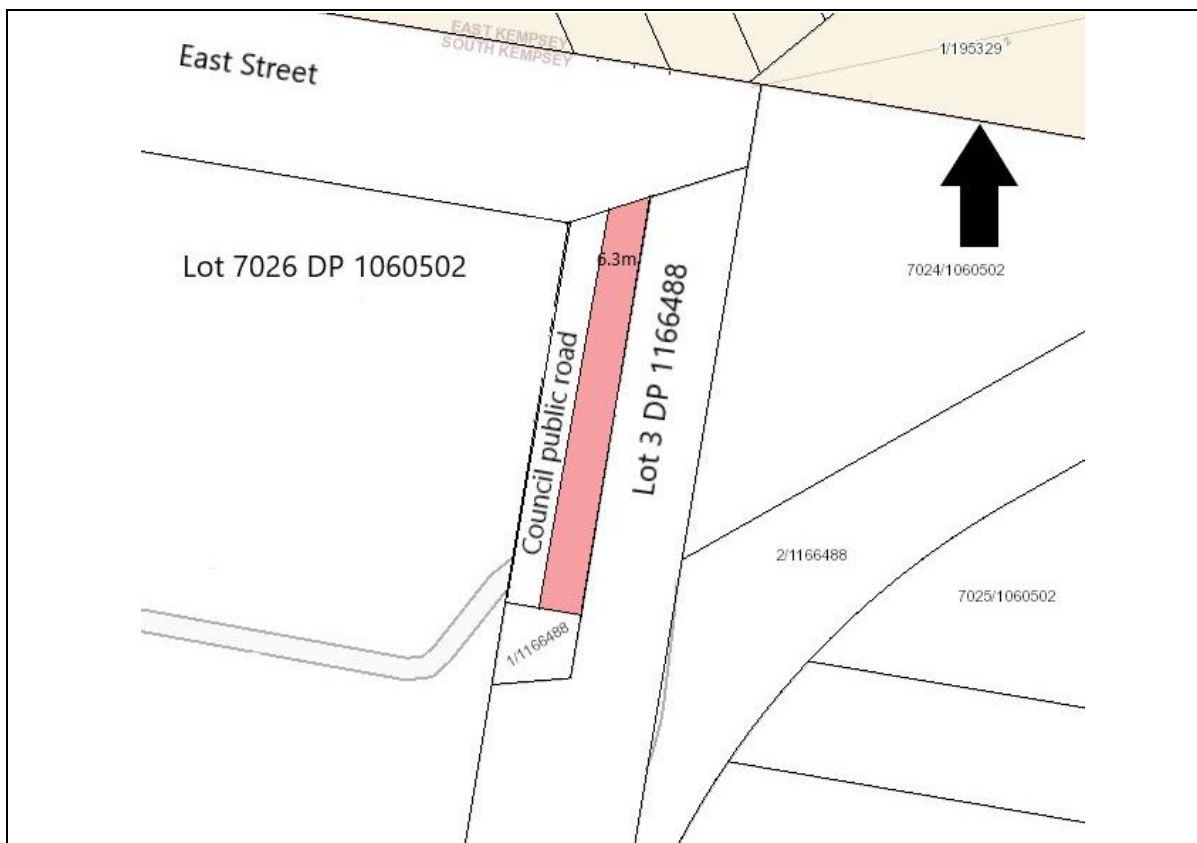 EAST KEMPSEY
SOUTH KEMPSEY
East Street
1/195329
2
Lot 7026 DP 1060502
6.3m
7024/1060502
Council public road
Lot 3 DP 1166488
2/1166488
7025/1060502
1/1166488